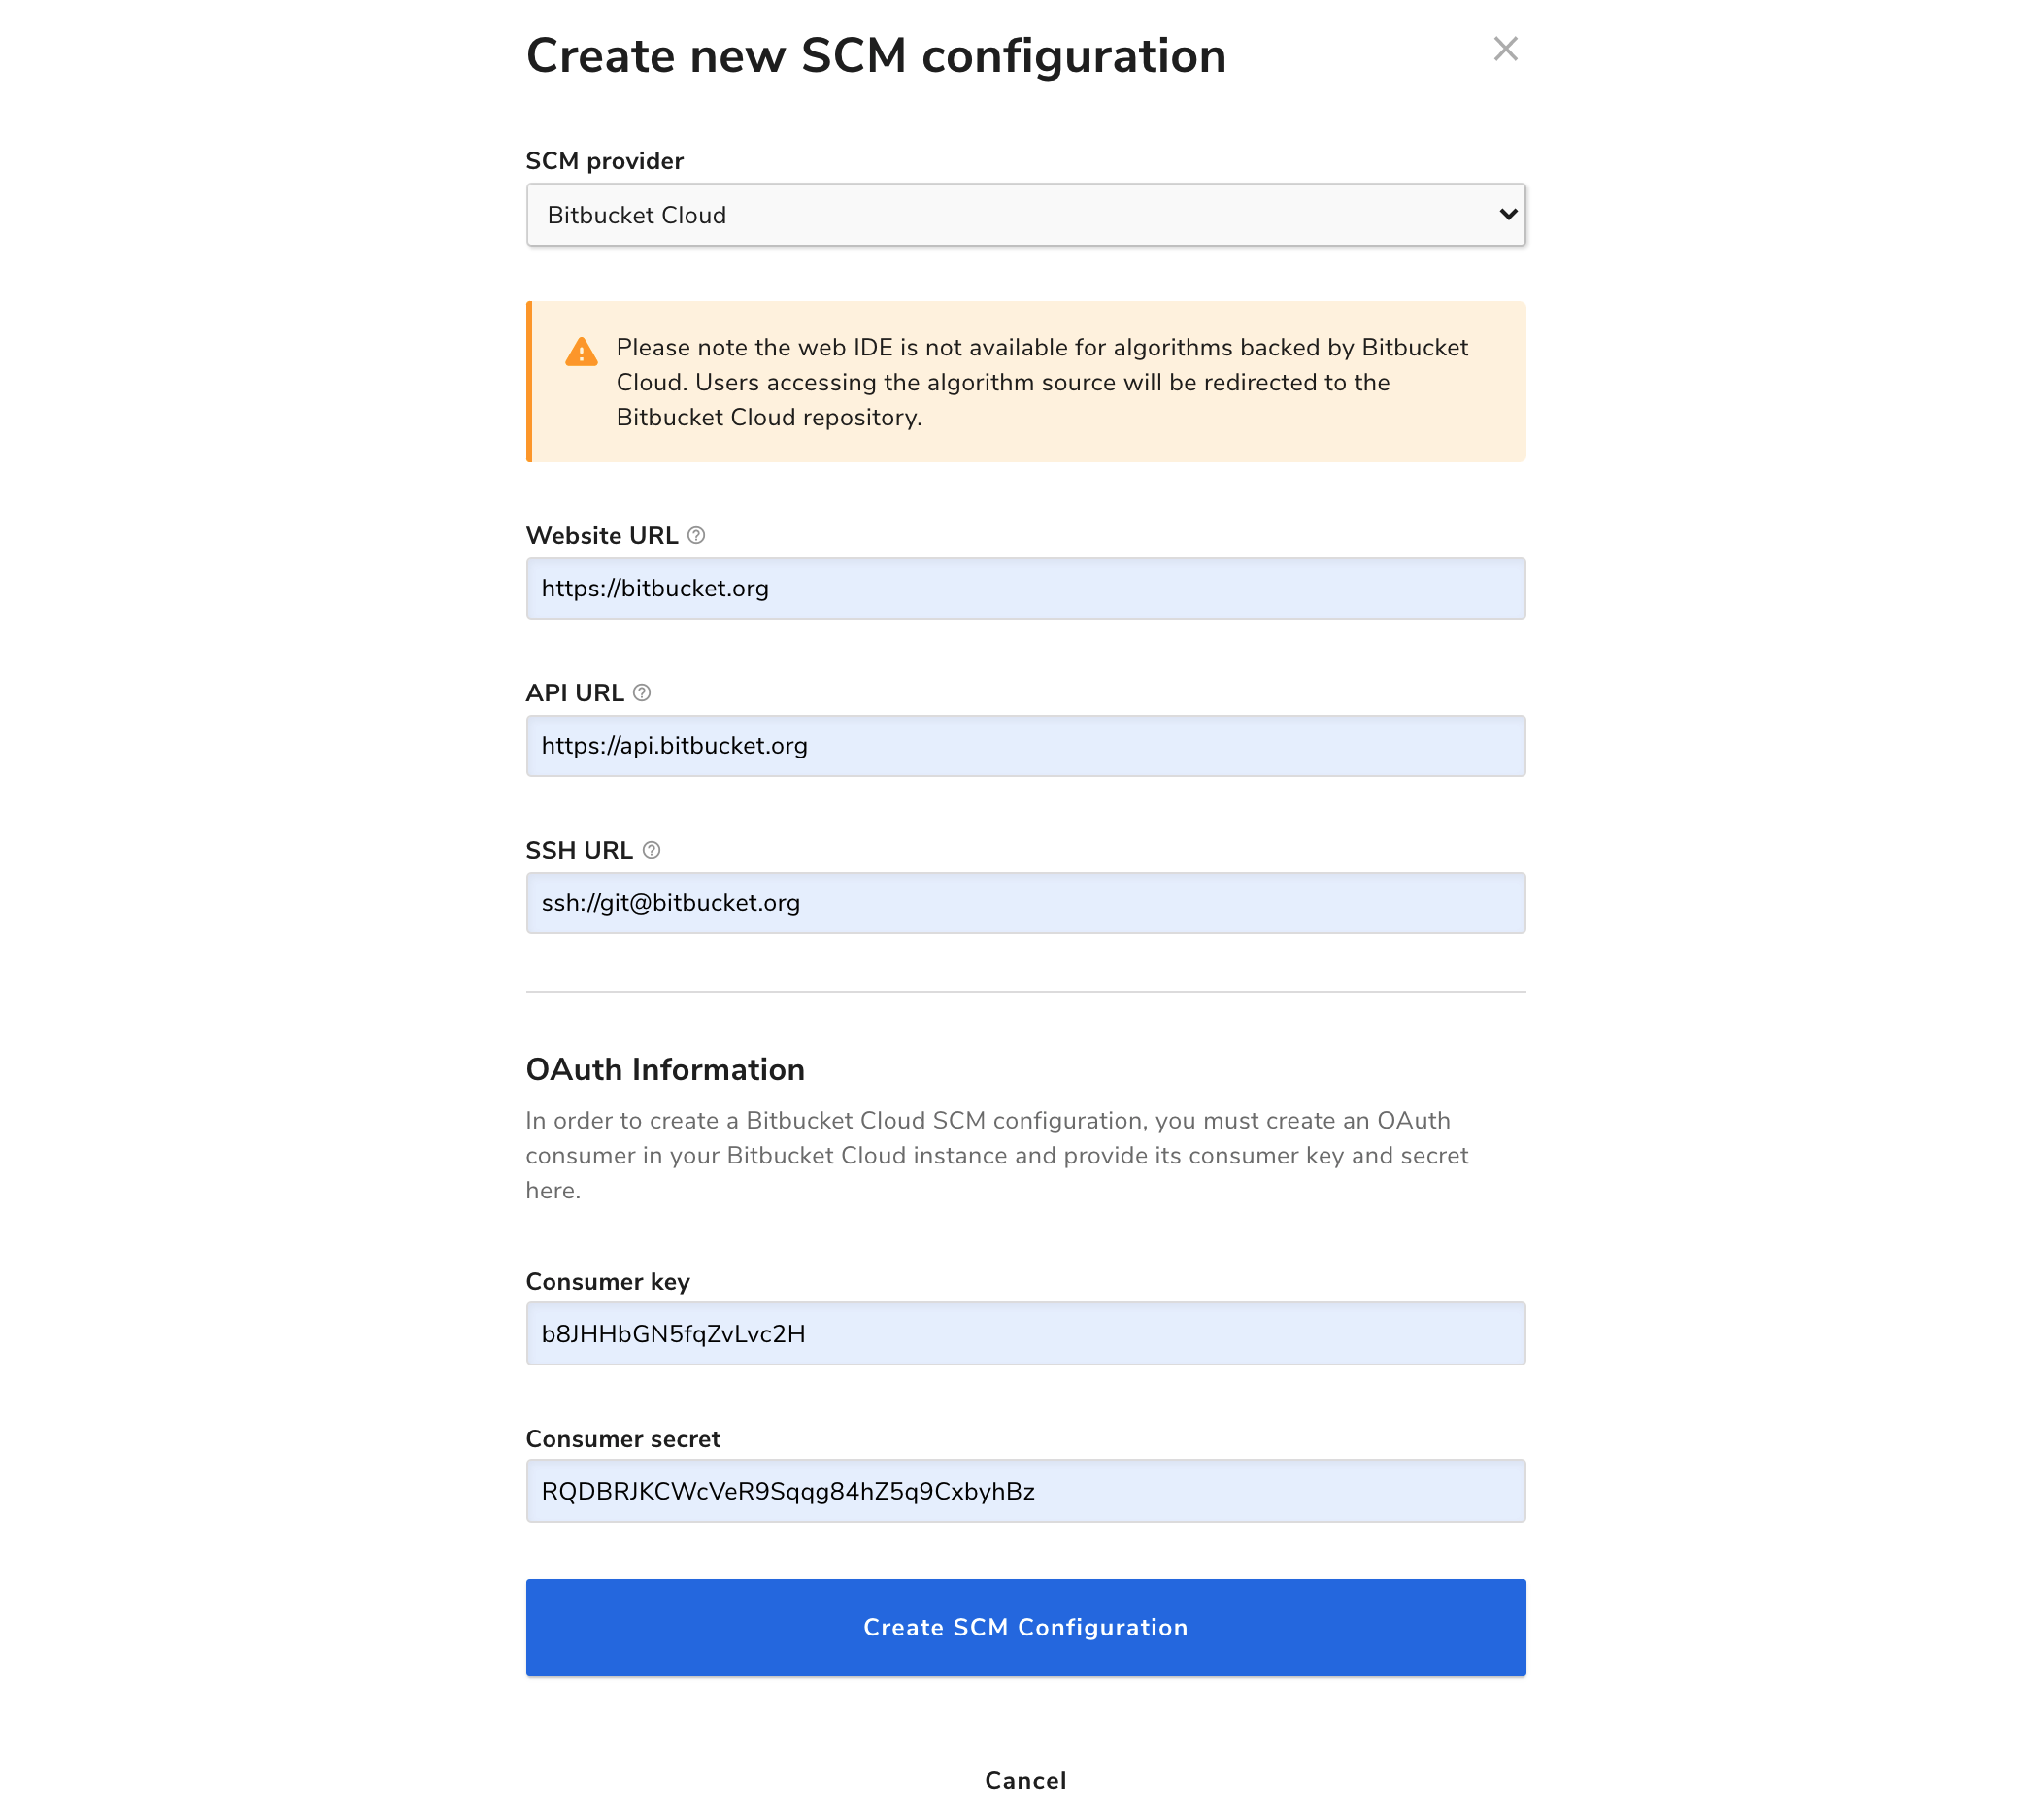 Create new SCM configuration
SCM provider
Bitbucket Cloud
Please note the web IDE is not available for algorithms backed by Bitbucket
Cloud. Users accessing the algorithm source will be redirected to the
Bitbucket Cloud repository.
Website URL
https://bitbucket.org
API URL
https://api.bitbucket.org
SSH URL
ssh://git@bitbucket.org
OAuth Information
In order to create a Bitbucket Cloud SCM configuration, you must create an OAuth
consumer in your Bitbucket Cloud instance and provide its consumer key and secret
here.
Consumer key
b8JHHbGN5fqZvLvc2H
Consumer secret
RQDBRJKCWcVeR9Sqqg84hZ5q9CxbyhBz
Create SCM Configuration
Cancel